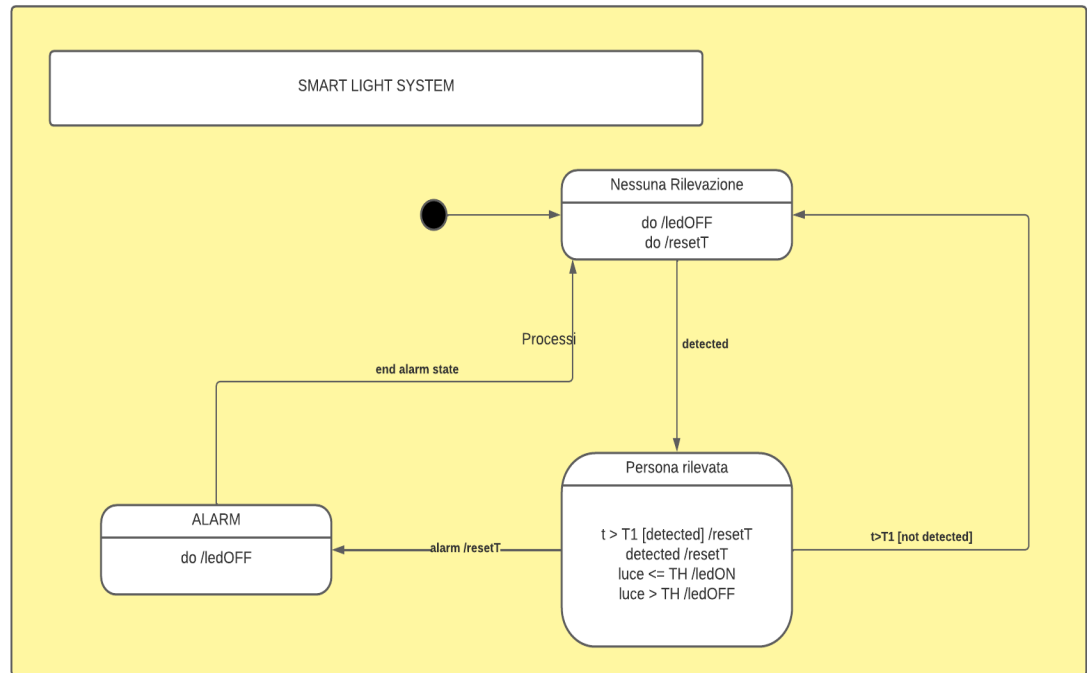 SMART LIGHT SYSTEM
Nessuna Rilevazione
do /ledOFF
do /resetT
Processi
detected
end alarm state
Persona rilevata
t > T1 [detected] /resetT
detected /resetT
luce <= TH /ledON
luce > TH /ledOFF
t>T1 [not detected]
alarm /resetT
ALARM
do /ledOFF